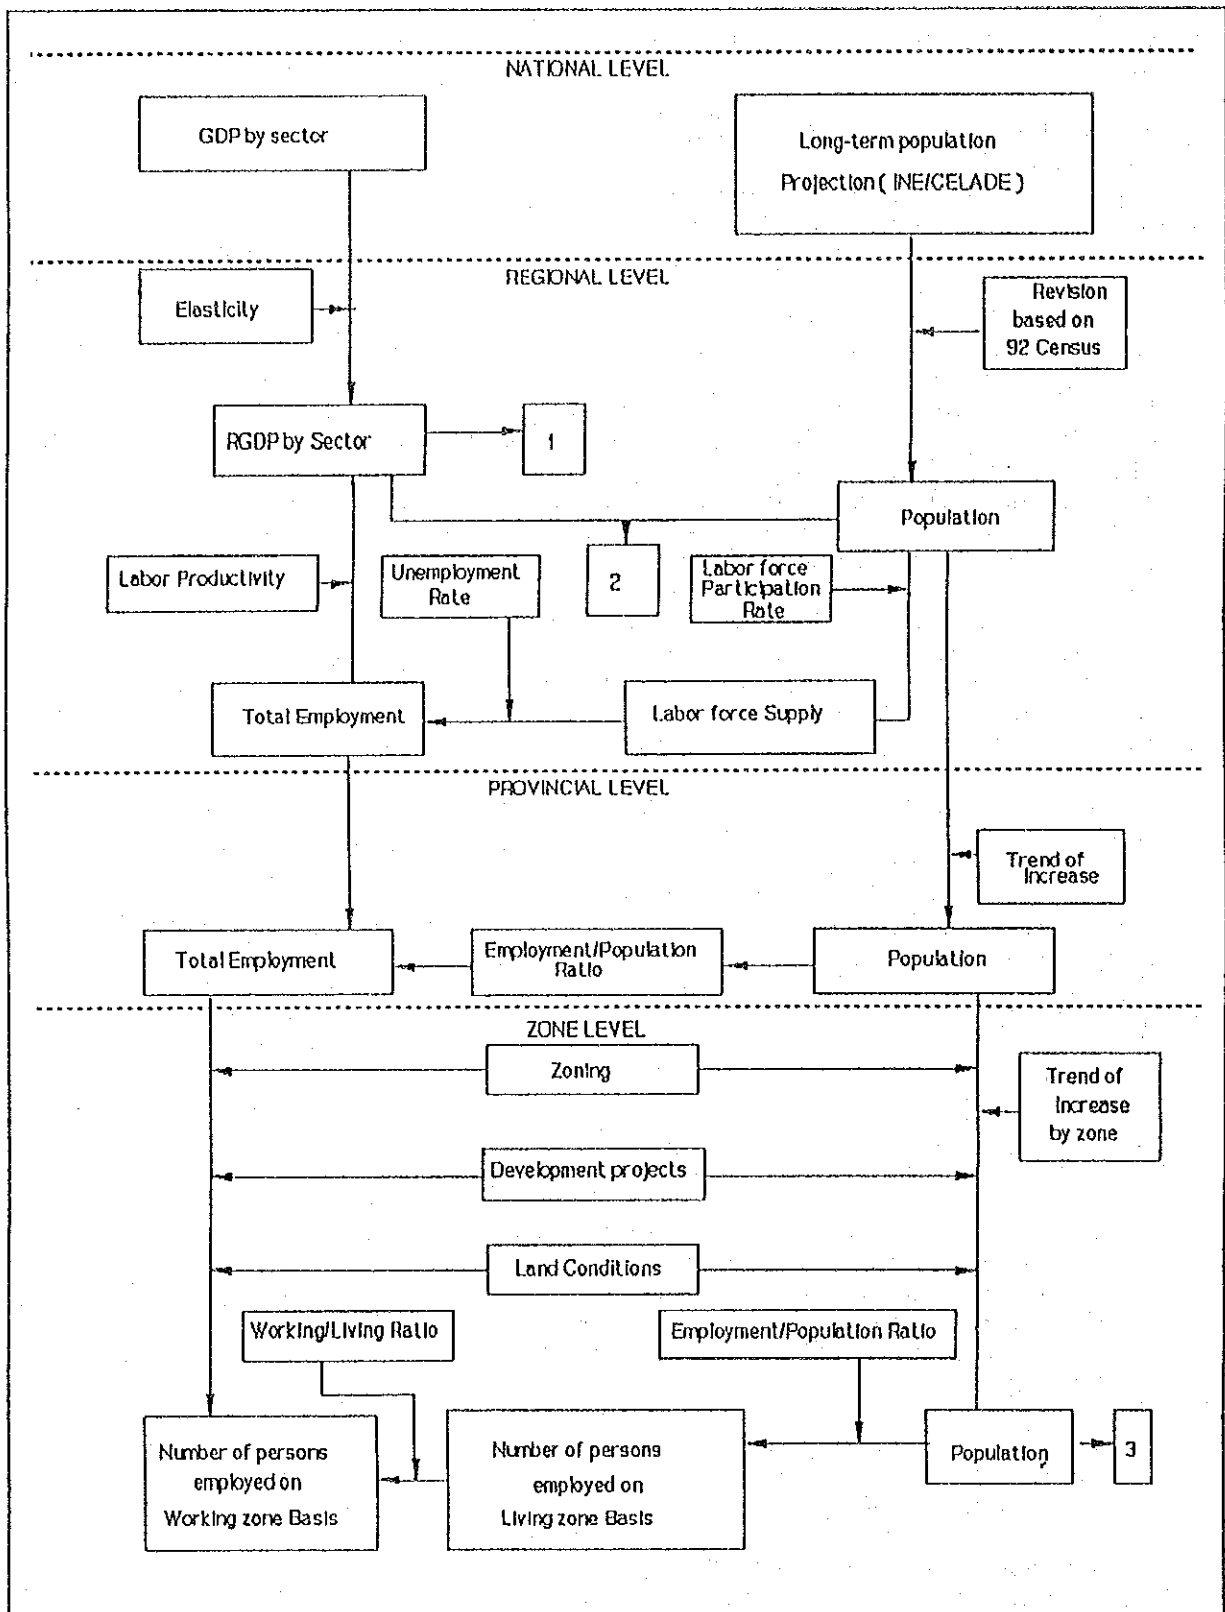 NATIONAL LEVEL
GDP by sector
Long-term population
Projection ( INE/CELADE )
REGIONAL LEVEL
Elasticity
Revision
based on
92 Census
RGDP by Sector
1
Population
Labor Productivity
Unemployment
Rate
2
Labor force
Participation
Rate
Total Employment
Labor force Supply
PROVINCIAL LEVEL
Trend of
Increase
Total Employment
Employment/Population
Ratio
Population
ZONE LEVEL
Zoning
Trend of
Increase
by zone
Development projects
Land Conditions
Working/Living Ratio
Employment/Population Ratio
Number of persons
employed on
Working zone Basis
Number of persons
employed on
Living zone Basis
Population
3